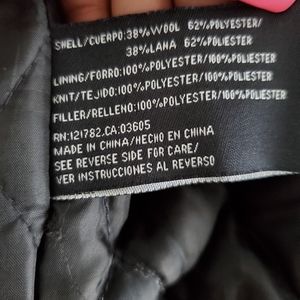 SHELL/CUERPO:38%WOOL 62%POLYESTER/
38%LANA 62%POLIESTER
LINING/FORRO:100%POLYESTER/100%POLIESTER
KNIT/TEJIDO:100%POLYESTER/100%POLIESTER
FILLER/RELLENO:100%POLYESTER/100%POLIESTER
RN:121782.CA:03605
MADE IN CHINA/HECHO EN CHINA
SEE REVERSE SIDE FOR CARE/
VER INSTRUCCIONES AL REVERSO